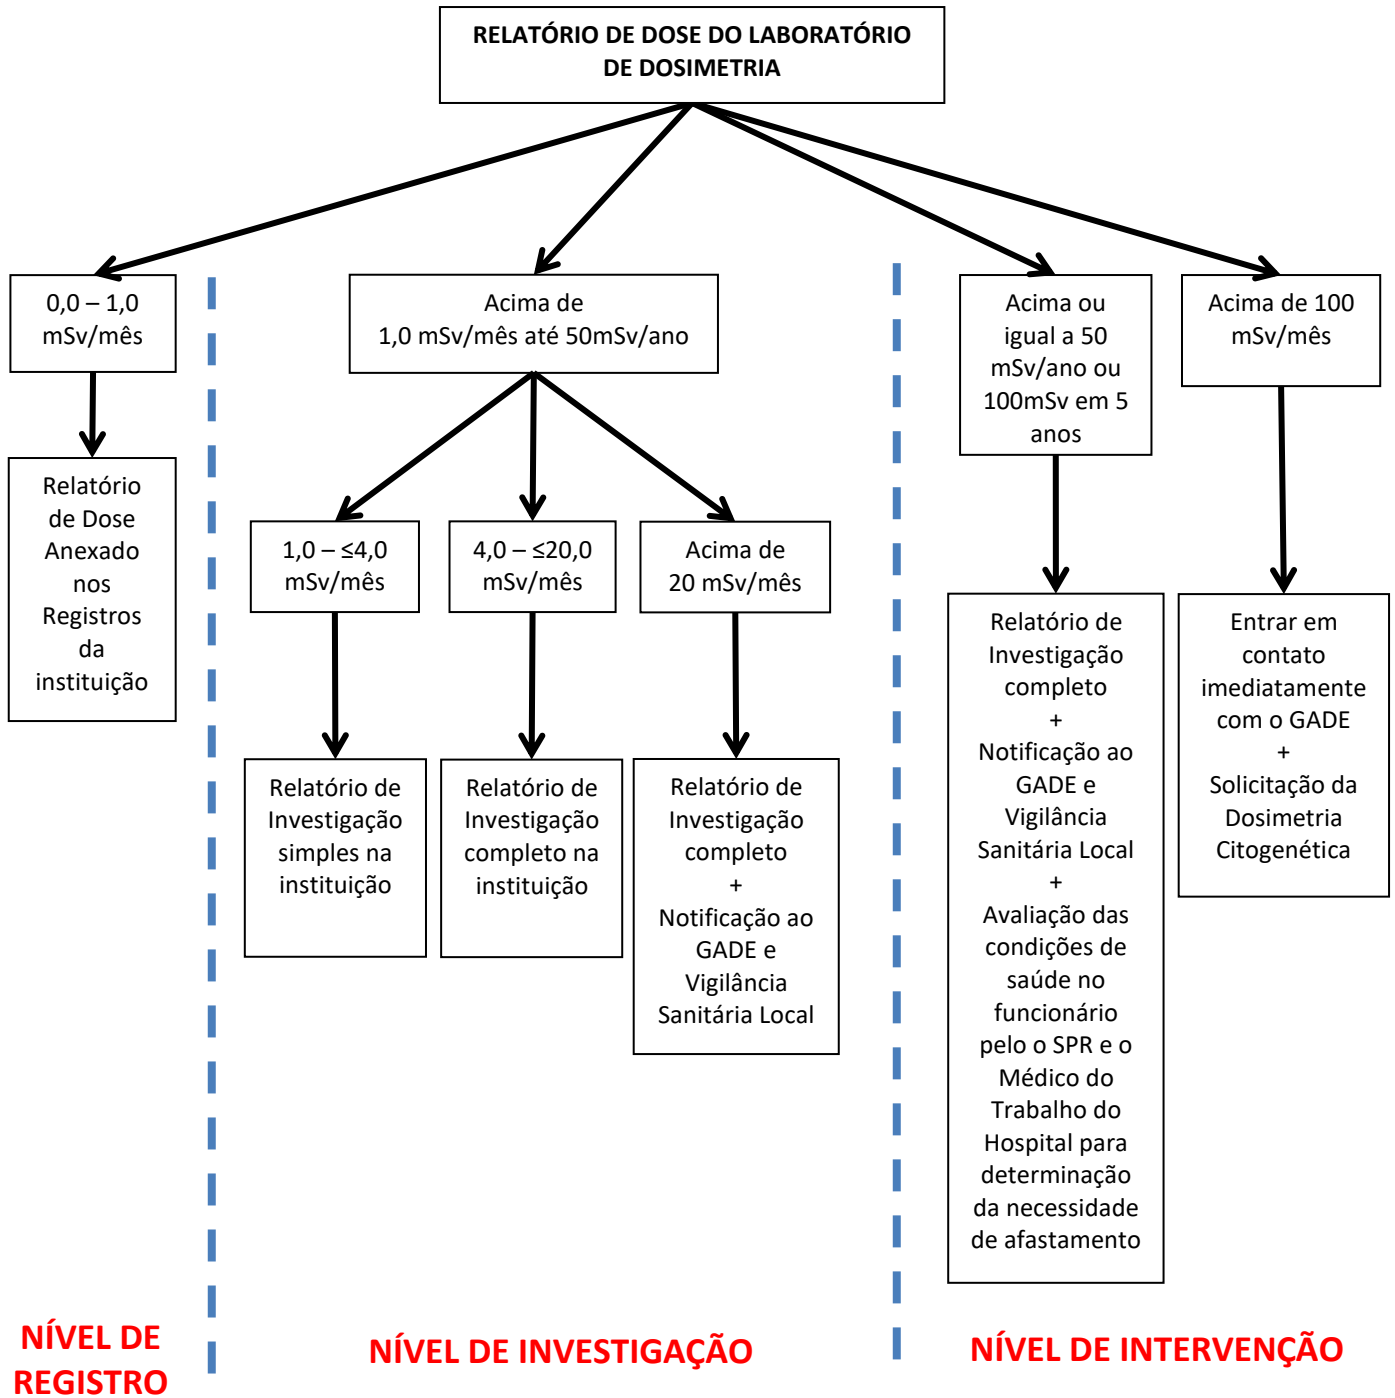 RELATÓRIO DE DOSE DO LABORATÓRIO
DE DOSIMETRIA
0,0 – 1,0
mSv/mês
Acima de
1,0 mSv/mês até 50mSv/ano
Acima ou
igual a 50
mSv/ano ou
100mSv em 5
anos
Acima de 100
mSv/mês
Relatório
de Dose
Anexado
nos
Registros
da
instituição
1,0 – ≤4,0
mSv/mês
4,0 – ≤20,0
mSv/mês
Acima de
20 mSv/mês
Relatório de
Investigação
simples na
instituição
Relatório de
Investigação
completo na
instituição
Relatório de
Investigação
completo
+
Notificação ao
GADE e
Vigilância
Sanitária Local
Relatório de
Investigação
completo
+
Notificação ao
GADE e
Vigilância
Sanitária Local
+
Avaliação das
condições de
saúde no
funcionário
pelo o SPR e o
Médico do
Trabalho do
Hospital para
determinação
da necessidade
de afastamento
Entrar em
contato
imediatamente
com o GADE
+
Solicitação da
Dosimetria
Citogenética
NÍVEL DE
REGISTRO
NÍVEL DE INVESTIGAÇÃO
NÍVEL DE INTERVENÇÃO